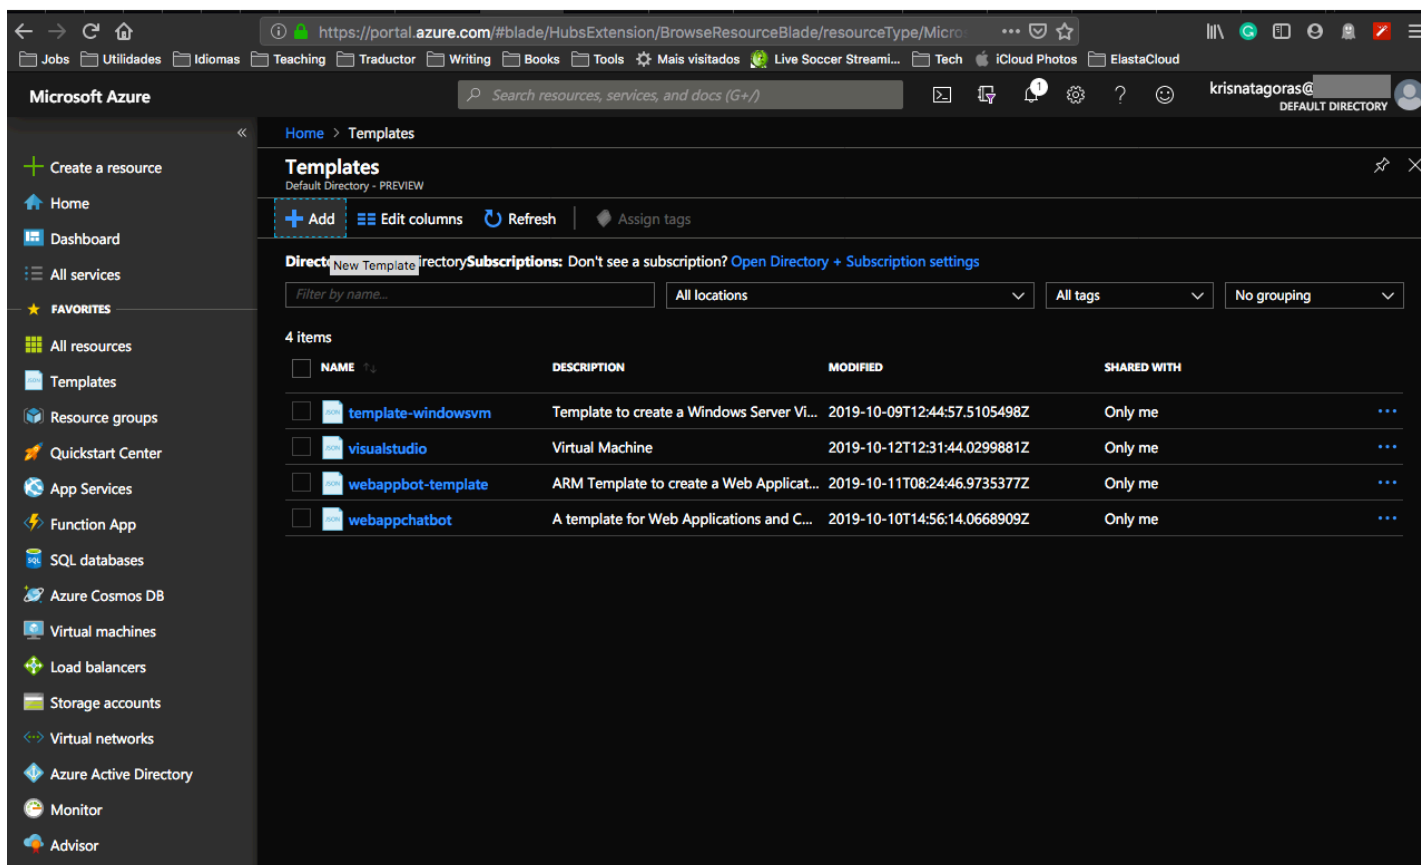 https://portal.azure.com/#blade/HubsExtension/BrowseResourceBlade/resourceType/Micro
Jobs Utilidades Idiomas Teaching Traductor Writing Books Tools Mais visitados Live Soccer Streami... Tech iCloud Photos ElastaCloud
Microsoft Azure
Search resources, services, and docs (G+/)
1
krisnatagoras@
DEFAULT DIRECTORY
Create a resource
Home
Dashboard
All services
FAVORITES
All resources
Templates
Resource groups
Quickstart Center
App Services
Function App
SQL databases
Azure Cosmos DB
Virtual machines
Load balancers
Storage accounts
Virtual networks
Azure Active Directory
Monitor
Advisor
Home > Templates
Templates
Default Directory - PREVIEW
Add Edit columns Refresh Assign tags
Subscriptions: Don't see a subscription? Open Directory + Subscription settings
New Template
Filter by name... All locations All tags No grouping
4 items
NAME DESCRIPTION MODIFIED SHARED WITH
template-windowsvm Template to create a Windows Server Vi... 2019-10-09T12:44:57.5105498Z Only me
visualstudio Virtual Machine 2019-10-12T12:31:44.0299881Z Only me
webappbot-template ARM Template to create a Web Applicat... 2019-10-11T08:24:46.9735377Z Only me
webappchatbot A template for Web Applications and C... 2019-10-10T14:56:14.0668909Z Only me